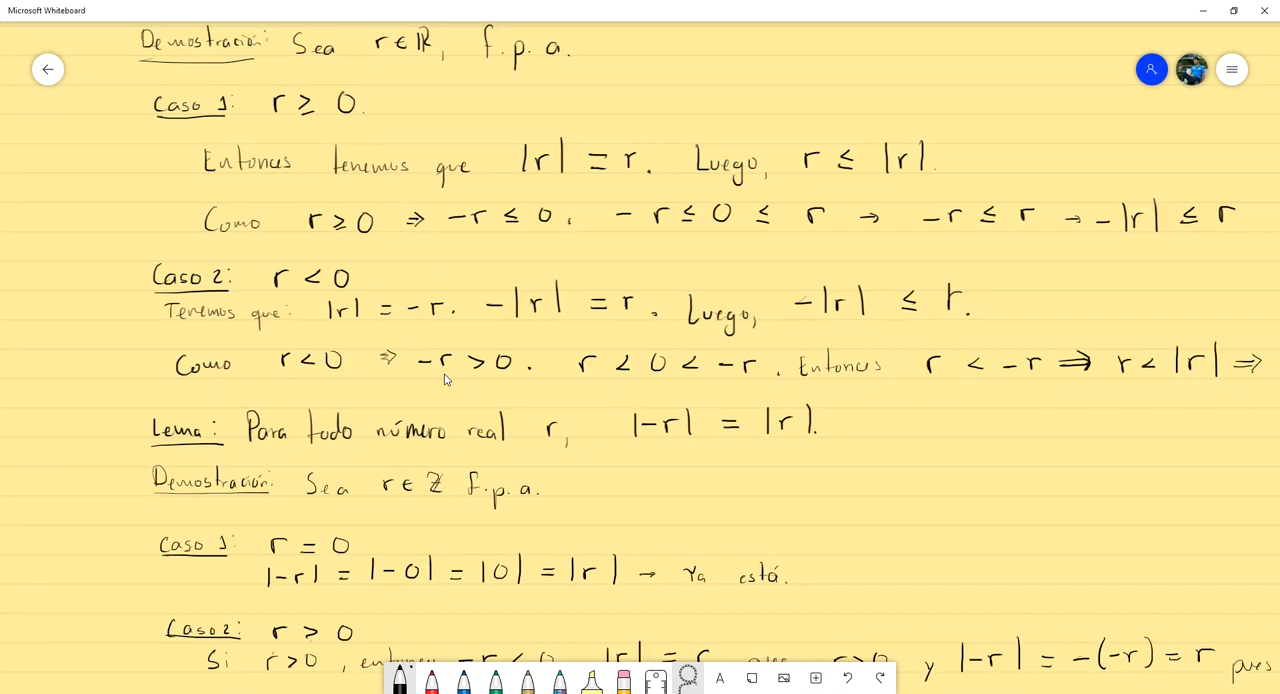 Microsoft Whiteboard
Demostración: Sea r ∈ ℝ, f.p.a.
Caso 1: r ≥ 0.
Entonces tenemos que |r| = r. Luego, r ≤ |r|.
Como r ≥ 0 ⇒ -r ≤ 0. -r ≤ 0 ≤ r → -r ≤ r → -|r| ≤ r
Caso 2: r < 0
Tenemos que: |r| = -r. -|r| = r. Luego, -|r| ≤ r.
Como r < 0 ⇒ -r > 0. r < 0 < -r. Entonces r < -r ⟹ r < |r| ⟹
Lema: Para todo número real r, |-r| = |r|.
Demostración: Sea r ∈ ℤ f.p.a.
Caso 1: r = 0
|-r| = |-0| = |0| = |r| → Ya está.
Caso 2: r > 0
Si r > 0, -r < 0 |r| = r r > 0 y |-r| = -(-r) = r pues
A